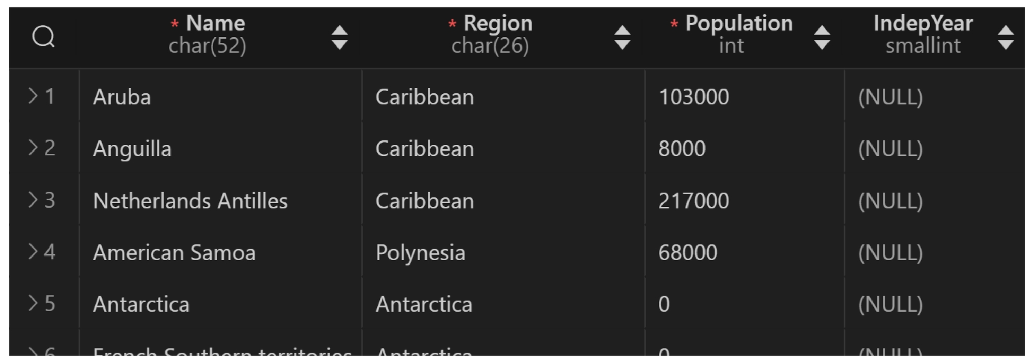 * Name * Region * Population IndepYear
char(52) char(26) int smallint
1 Aruba Caribbean 103000 (NULL)
2 Anguilla Caribbean 8000 (NULL)
3 Netherlands Antilles Caribbean 217000 (NULL)
4 American Samoa Polynesia 68000 (NULL)
5 Antarctica Antarctica 0 (NULL)
6 French Southern territories Antarctica 0 (NULL)